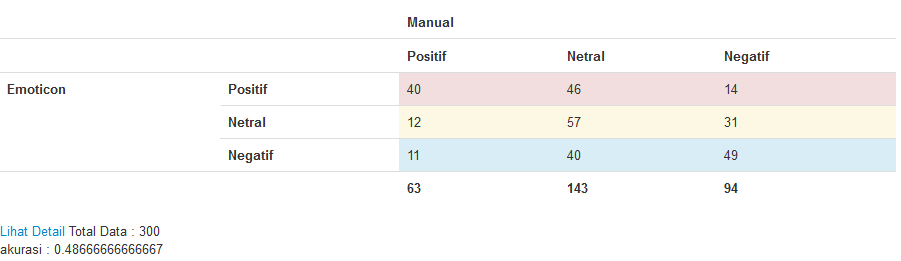 Manual
Positif Netral Negatif
Emoticon Positif 40 46 14
Netral 12 57 31
Negatif 11 40 49
63 143 94
Lihat Detail Total Data : 300
akurasi : 0.48666666666667